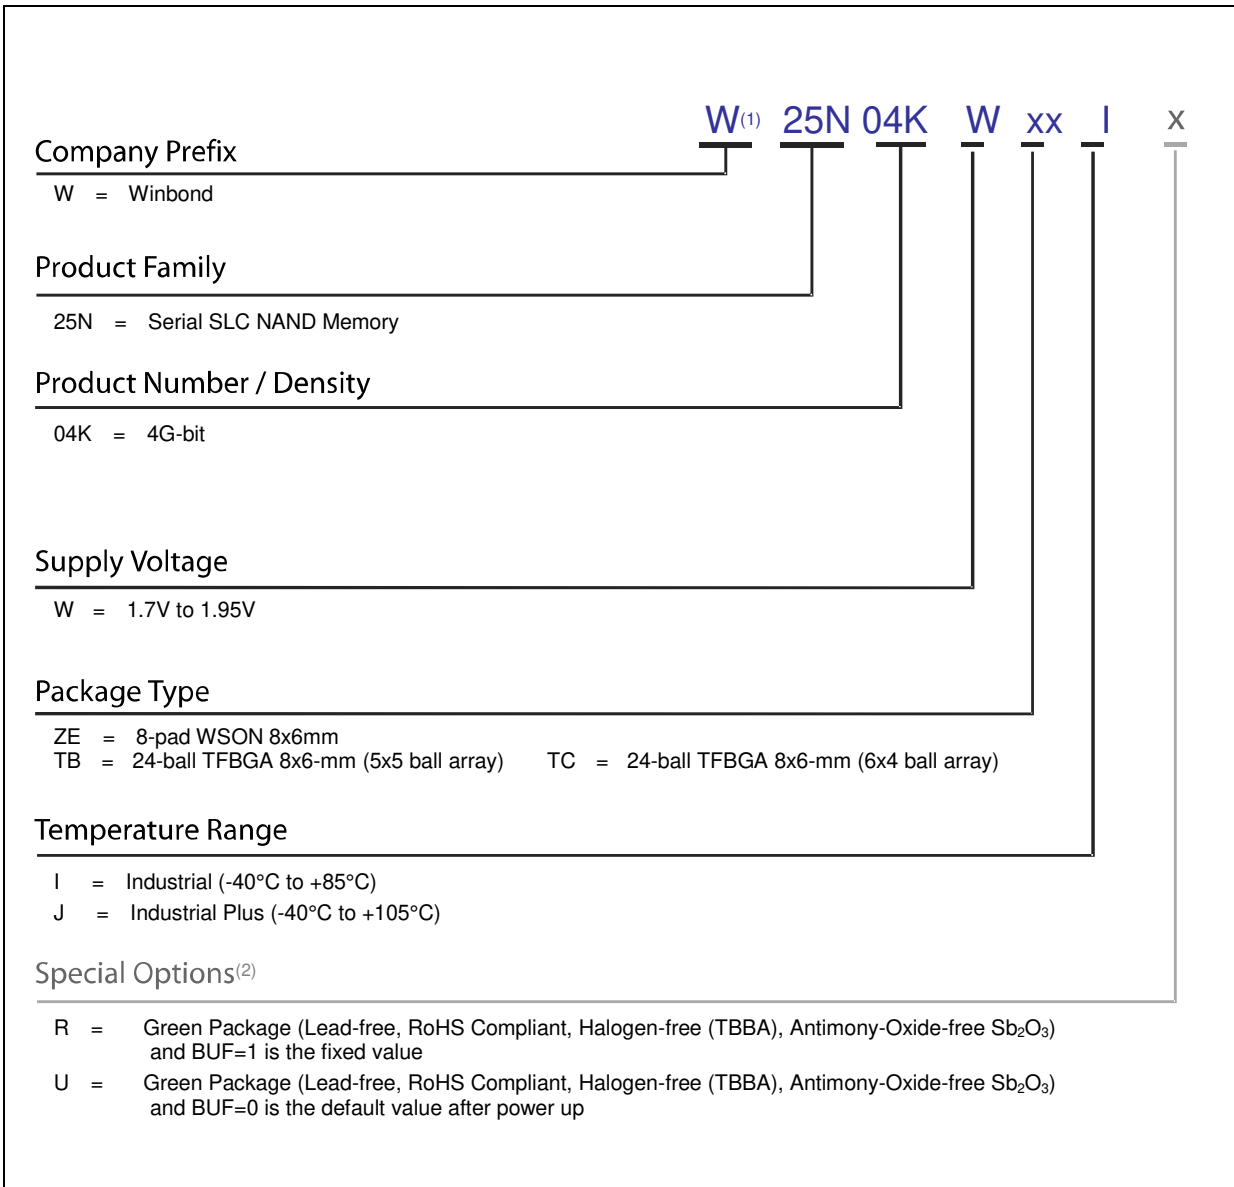 W(1) 25N 04K W xx I x
Company Prefix
W = Winbond
Product Family
25N = Serial SLC NAND Memory
Product Number / Density
04K = 4G-bit
Supply Voltage
W = 1.7V to 1.95V
Package Type
ZE = 8-pad WSON 8x6mm
TB = 24-ball TFBGA 8x6-mm (5x5 ball array) TC = 24-ball TFBGA 8x6-mm (6x4 ball array)
Temperature Range
I = Industrial (-40°C to +85°C)
J = Industrial Plus (-40°C to +105°C)
Special Options(2)
R = Green Package (Lead-free, RoHS Compliant, Halogen-free (TBBA), Antimony-Oxide-free Sb₂O₃)
and BUF=1 is the fixed value
U = Green Package (Lead-free, RoHS Compliant, Halogen-free (TBBA), Antimony-Oxide-free Sb₂O₃)
and BUF=0 is the default value after power up